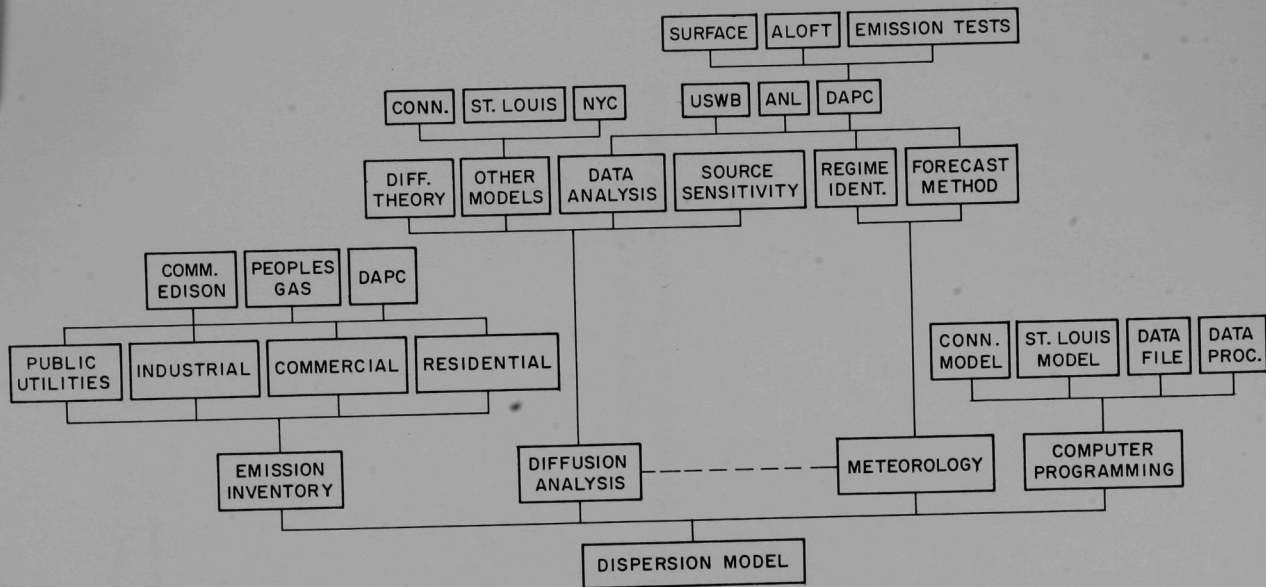 SURFACE
ALOFT
EMISSION TESTS
CONN.
ST. LOUIS
NYC
USWB
ANL
DAPC
DIFF.
THEORY
OTHER
MODELS
DATA
ANALYSIS
SOURCE
SENSITIVITY
REGIME
IDENT.
FORECAST
METHOD
COMM.
EDISON
PEOPLES
GAS
DAPC
PUBLIC
UTILITIES
INDUSTRIAL
COMMERCIAL
RESIDENTIAL
CONN.
MODEL
ST. LOUIS
MODEL
DATA
FILE
DATA
PROC.
EMISSION
INVENTORY
DIFFUSION
ANALYSIS
METEOROLOGY
COMPUTER
PROGRAMMING
DISPERSION MODEL